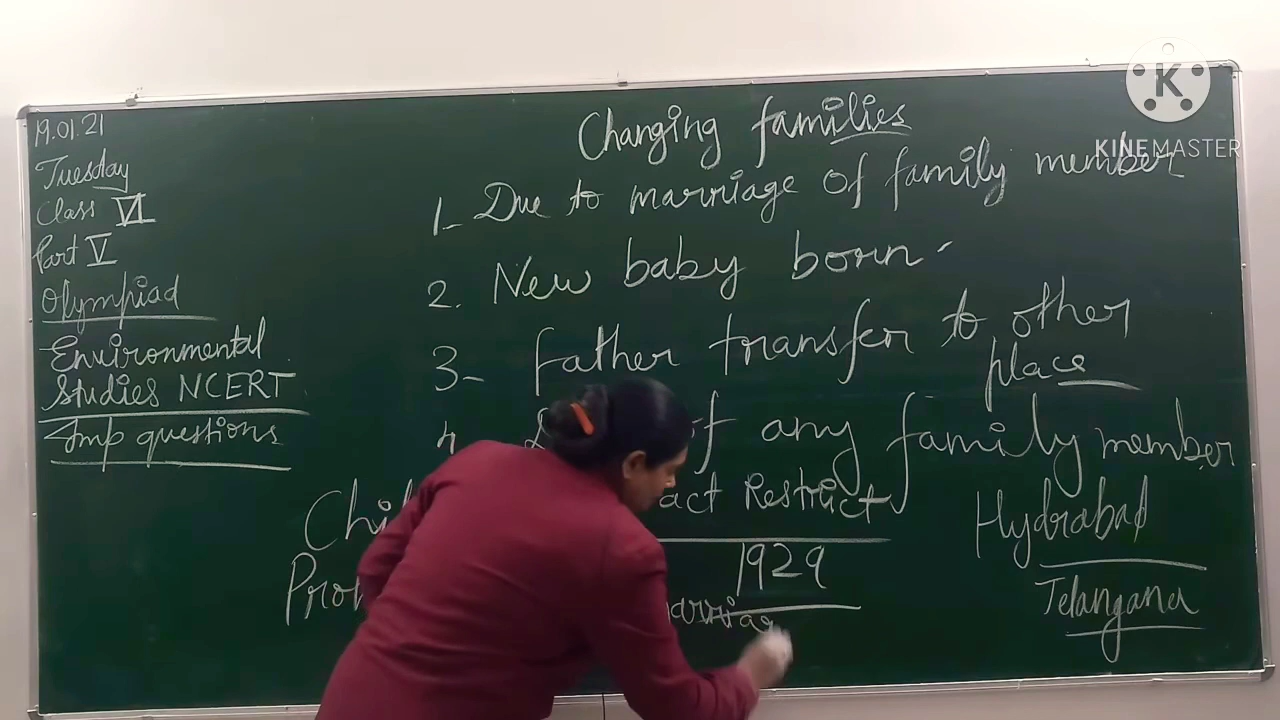 19.01.21
Tuesday
Class VI
Part V
Olympiad
Environmental
Studies NCERT
Imp questions
Changing families
1- Due to marriage of family member
2. New baby born.
3- father transfer to other
place
4 of any family member
act Restrict
1929
Hydrabad
Telangana
K
KINEMASTER